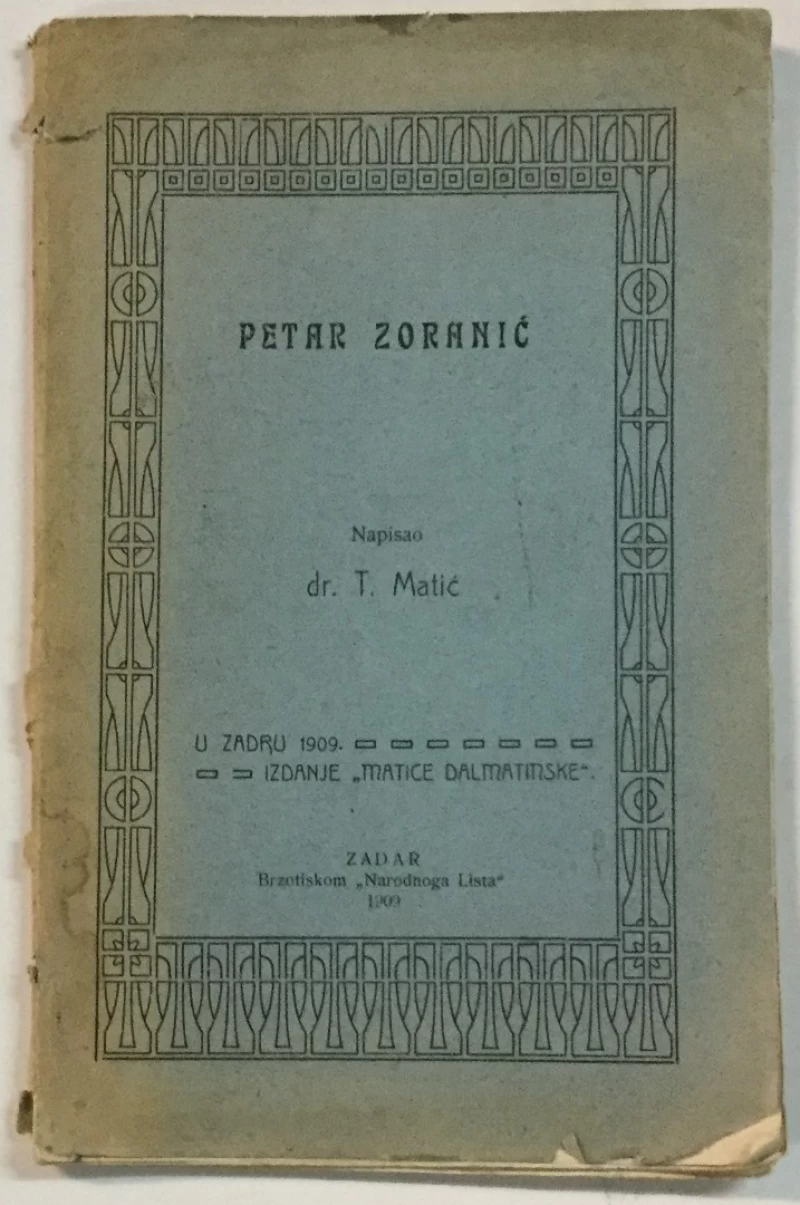 PETAR ZORANIĆ
Napisao
dr. T. Matić
U ZADRU 1909.
IZDANJE „MATICE DALMATINSKE“.
ZADAR
Brzotiskom „Narodnoga Lista“
1909